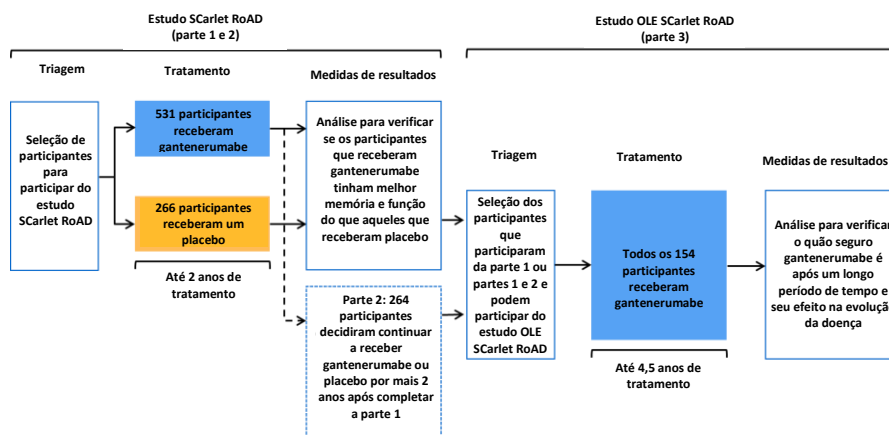 Estudo SCarlet RoAD
(parte 1 e 2)
Triagem
Tratamento
Medidas de resultados
Seleção de
participantes
para
participar do
estudo
SCarlet RoAD
531 participantes
receberam
gantenerumabe
266 participantes
receberam um
placebo
Até 2 anos de
tratamento
Análise para verificar
se os participantes
que receberam
gantenerumabe
tinham melhor
memória e função
do que aqueles que
receberam placebo
Parte 2: 264
participantes
decidiram continuar
a receber
gantenerumabe ou
placebo por mais 2
anos após completar
a parte 1
Estudo OLE SCarlet RoAD
(parte 3)
Triagem
Tratamento
Medidas de resultados
Seleção dos
participantes
que
participaram
da parte 1 ou
partes 1 e 2 e
podem
participar do
estudo OLE
SCarlet RoAD
Todos os 154
participantes
receberam
gantenerumabe
Até 4,5 anos de
tratamento
Análise para verificar
o quão seguro
gantenerumabe é
após um longo
período de tempo e
seu efeito na evolução
da doença